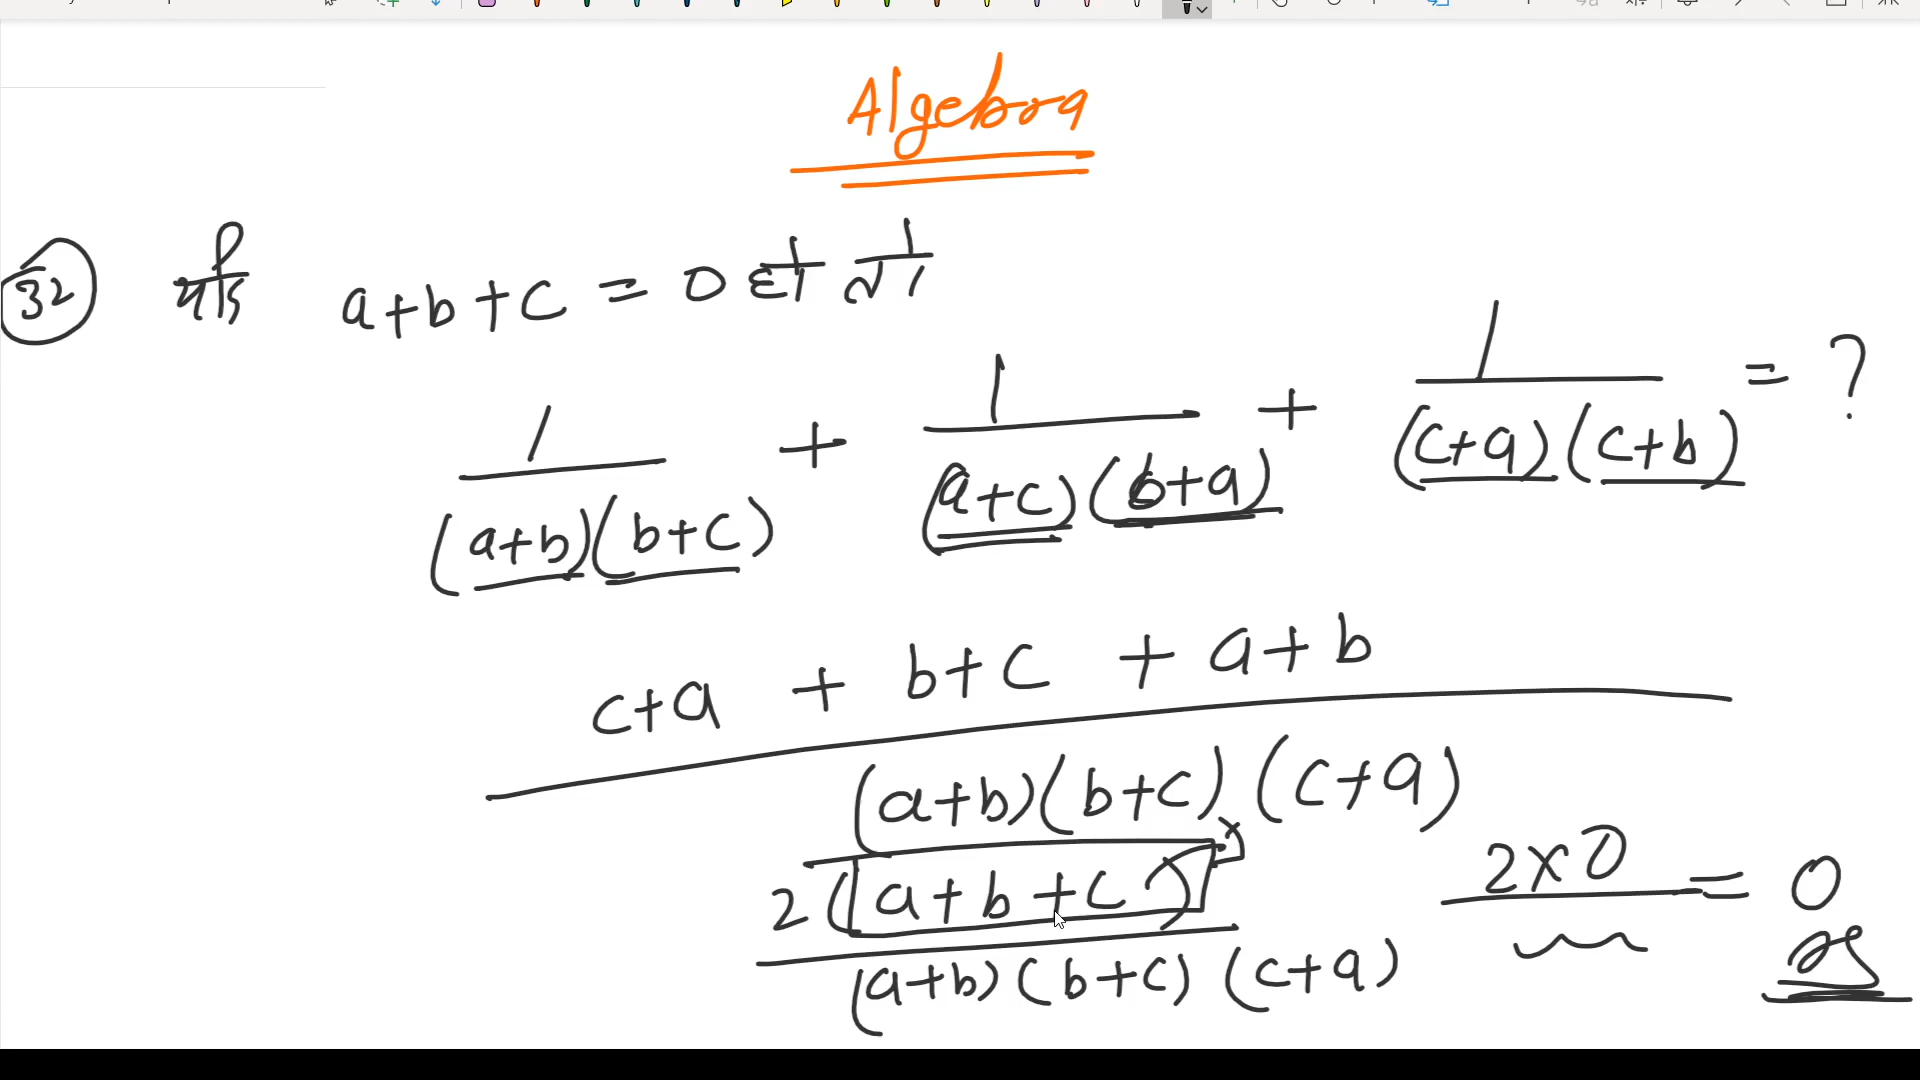 Algebra
32 यदि a+b+c = 0 हो तो
1/((a+b)(b+c)) + 1/((a+c)(b+a)) + 1/((c+a)(c+b)) = ?
c+a + b+c + a+b
(a+b)(b+c)(c+a)
2(a+b+c) 2×0 = 0
(a+b)(b+c)(c+a)